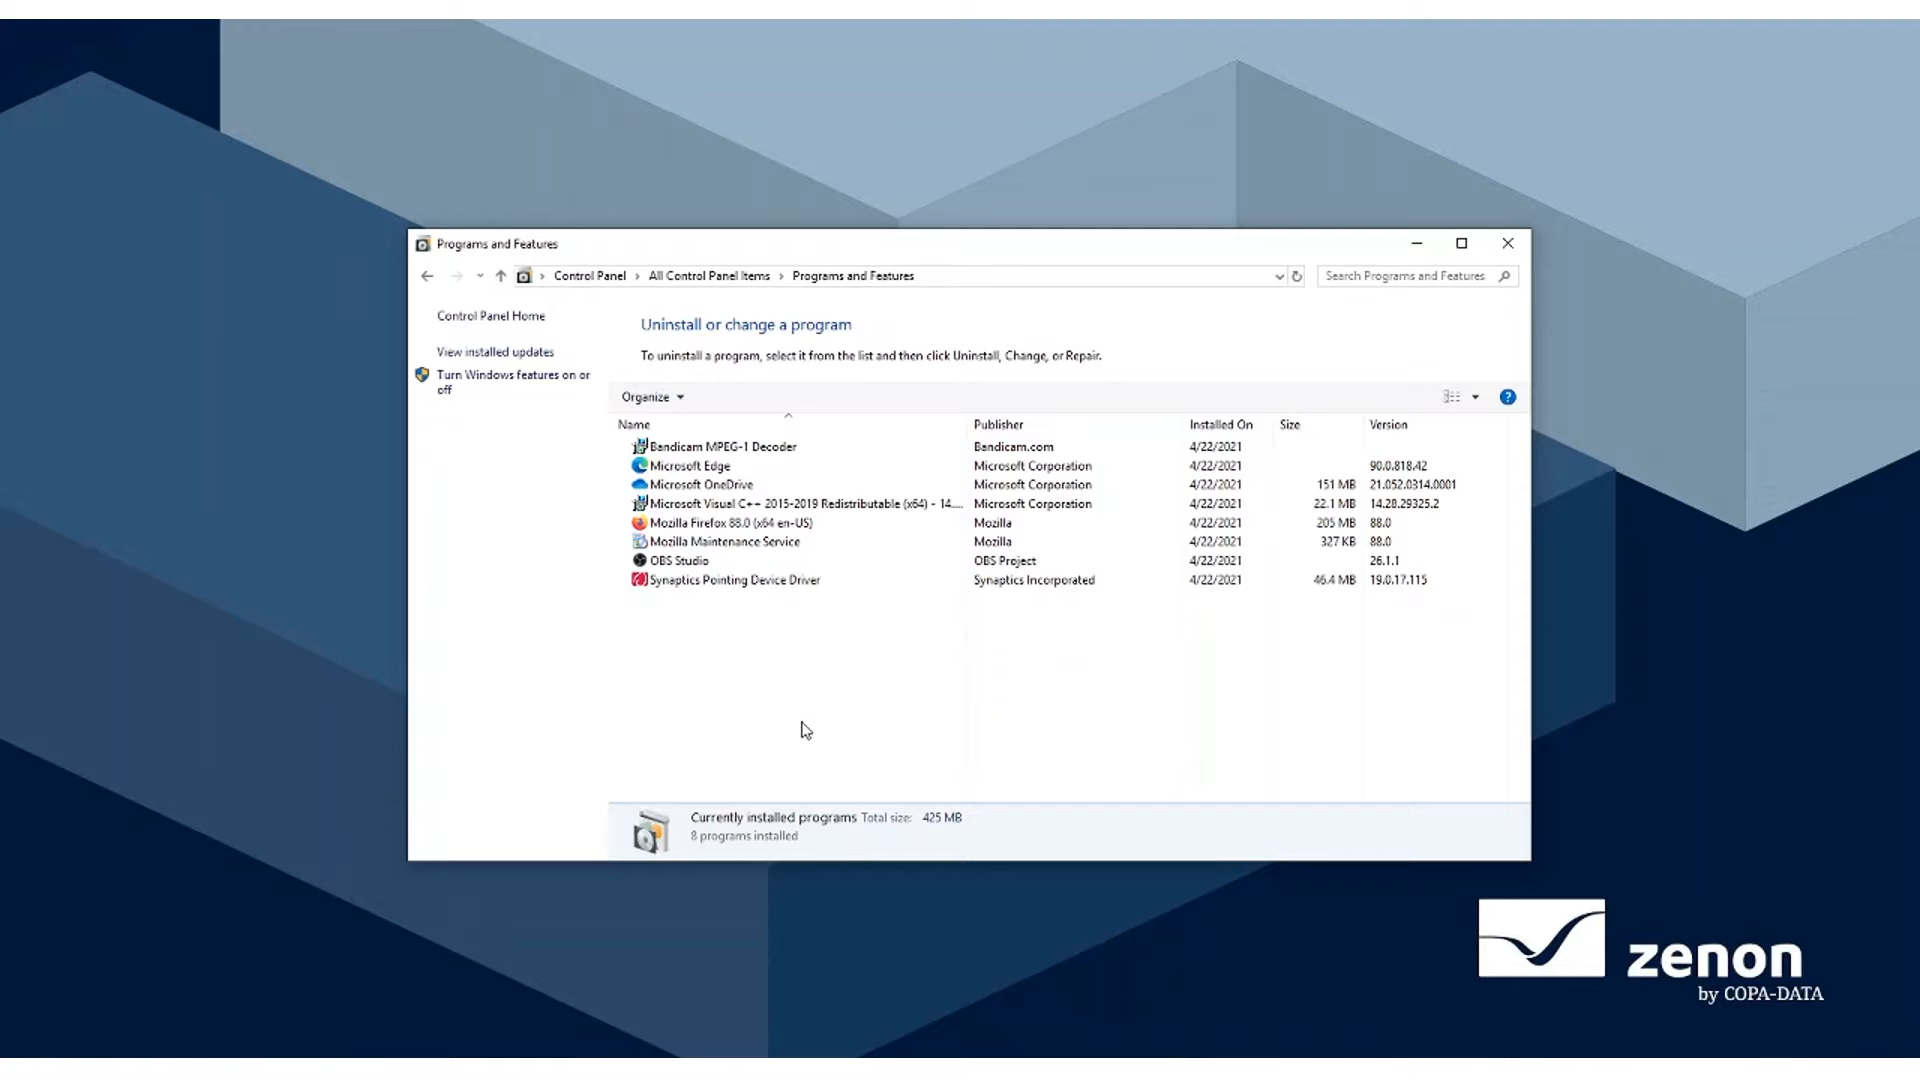 Programs and Features
Control Panel › All Control Panel Items › Programs and Features
Search Programs and Features
Control Panel Home
View installed updates
Turn Windows features on or
off
Uninstall or change a program
To uninstall a program, select it from the list and then click Uninstall, Change, or Repair.
Organize
Name Publisher Installed On Size Version
Bandicam MPEG-1 Decoder Bandicam.com 4/22/2021
Microsoft Edge Microsoft Corporation 4/22/2021 90.0.818.42
Microsoft OneDrive Microsoft Corporation 4/22/2021 151 MB 21.052.0314.0001
Microsoft Visual C++ 2015-2019 Redistributable (x64) - 14.... Microsoft Corporation 4/22/2021 22.1 MB 14.28.29325.2
Mozilla Firefox 88.0 (x64 en-US) Mozilla 4/22/2021 205 MB 88.0
Mozilla Maintenance Service Mozilla 4/22/2021 327 KB 88.0
OBS Studio OBS Project 4/22/2021 26.1.1
Synaptics Pointing Device Driver Synaptics Incorporated 4/22/2021 46.4 MB 19.0.17.115
Currently installed programs Total size: 425 MB
8 programs installed
zenon
by COPA-DATA